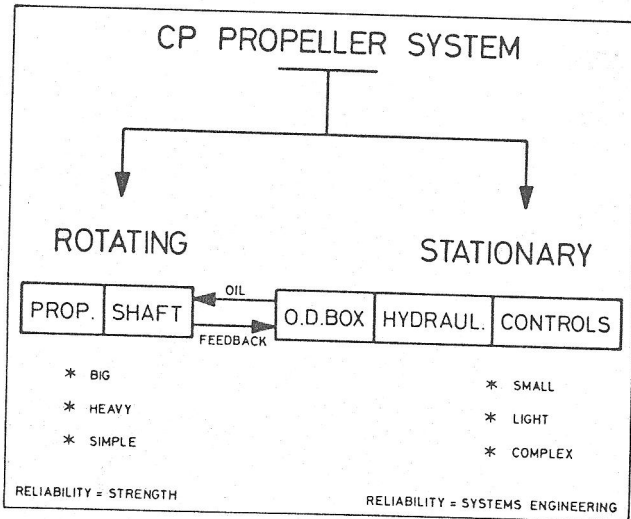 CP PROPELLER SYSTEM
ROTATING
STATIONARY
OIL
PROP. SHAFT
O.D.BOX HYDRAUL. CONTROLS
FEEDBACK
* BIG
* HEAVY
* SIMPLE
* SMALL
* LIGHT
* COMPLEX
RELIABILITY = STRENGTH
RELIABILITY = SYSTEMS ENGINEERING